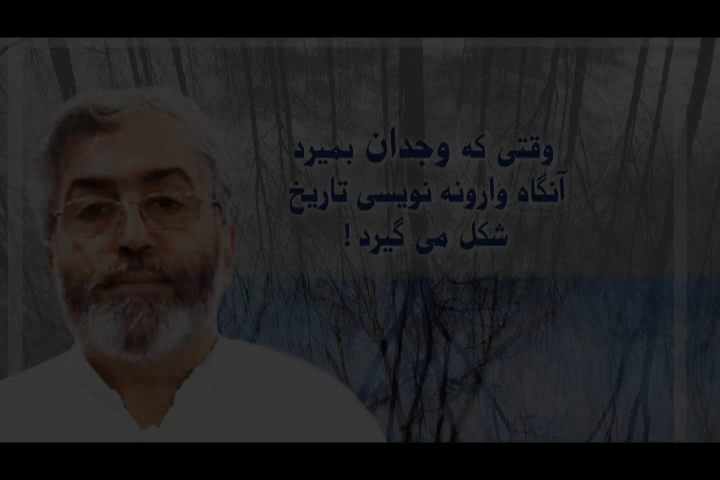 وقتی که وجدان بمیرد
آنگاه وارونه نویسی تاریخ
شکل می گیرد !